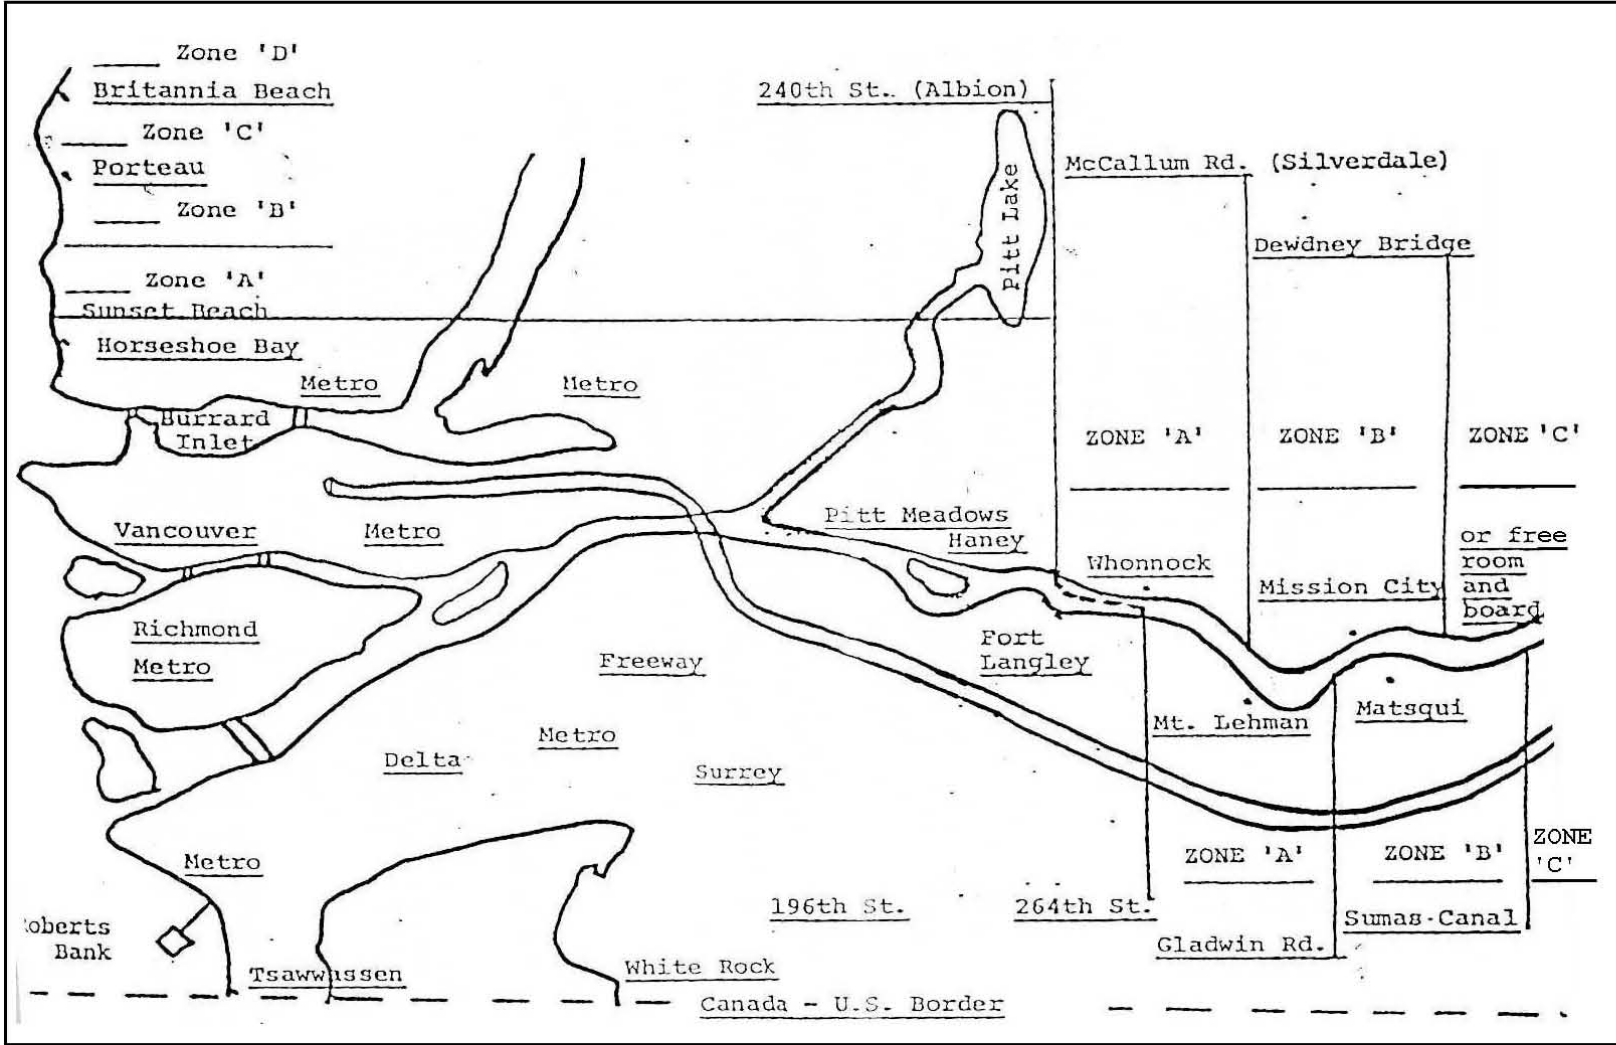 Zone 'D'
Britannia Beach
Zone 'C'
Porteau
Zone 'B'
Zone 'A'
Sunset Beach
Horseshoe Bay
Metro
Metro
Burrard
Inlet
240th St. (Albion)
Pitt Lake
McCallum Rd. (Silverdale)
Dewdney Bridge
ZONE 'A'
ZONE 'B'
ZONE 'C'
or free
room
and
board
Vancouver
Metro
Pitt Meadows
Haney
Whonnock
Mission City
Richmond
Metro
Freeway
Fort
Langley
Mt. Lehman
Matsqui
Delta
Metro
Surrey
Metro
ZONE 'A'
ZONE 'B'
ZONE
'C'
196th St.
264th St.
Gladwin Rd.
Sumas-Canal
oberts
Bank
Tsawwassen
White Rock
Canada - U.S. Border